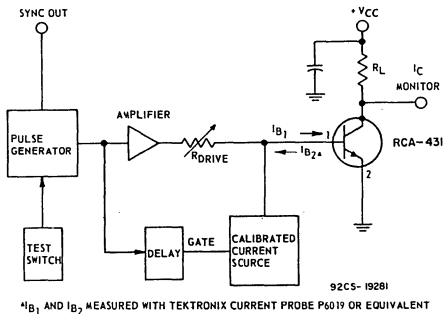 SYNC OUT
+ VCC
RL
IC
MONITOR
AMPLIFIER
PULSE
GENERATOR
RDRIVE
IB1
IB2▲
1
2
RCA-431
TEST
SWITCH
DELAY
GATE
CALIBRATED
CURRENT
SOURCE
92CS-19281
▲IB1 AND IB2 MEASURED WITH TEKTRONIX CURRENT PROBE P6019 OR EQUIVALENT